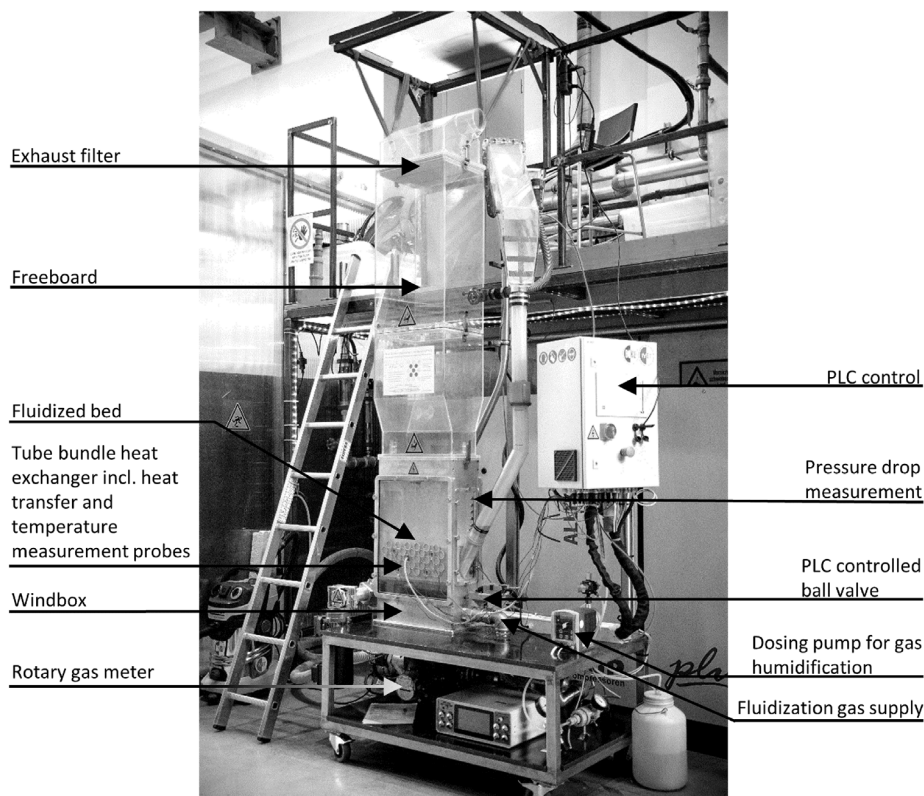 Exhaust filter
Freeboard
Fluidized bed
Tube bundle heat
exchanger incl. heat
transfer and
temperature
measurement probes
Windbox
Rotary gas meter
PLC control
Pressure drop
measurement
PLC controlled
ball valve
Dosing pump for gas
humidification
Fluidization gas supply